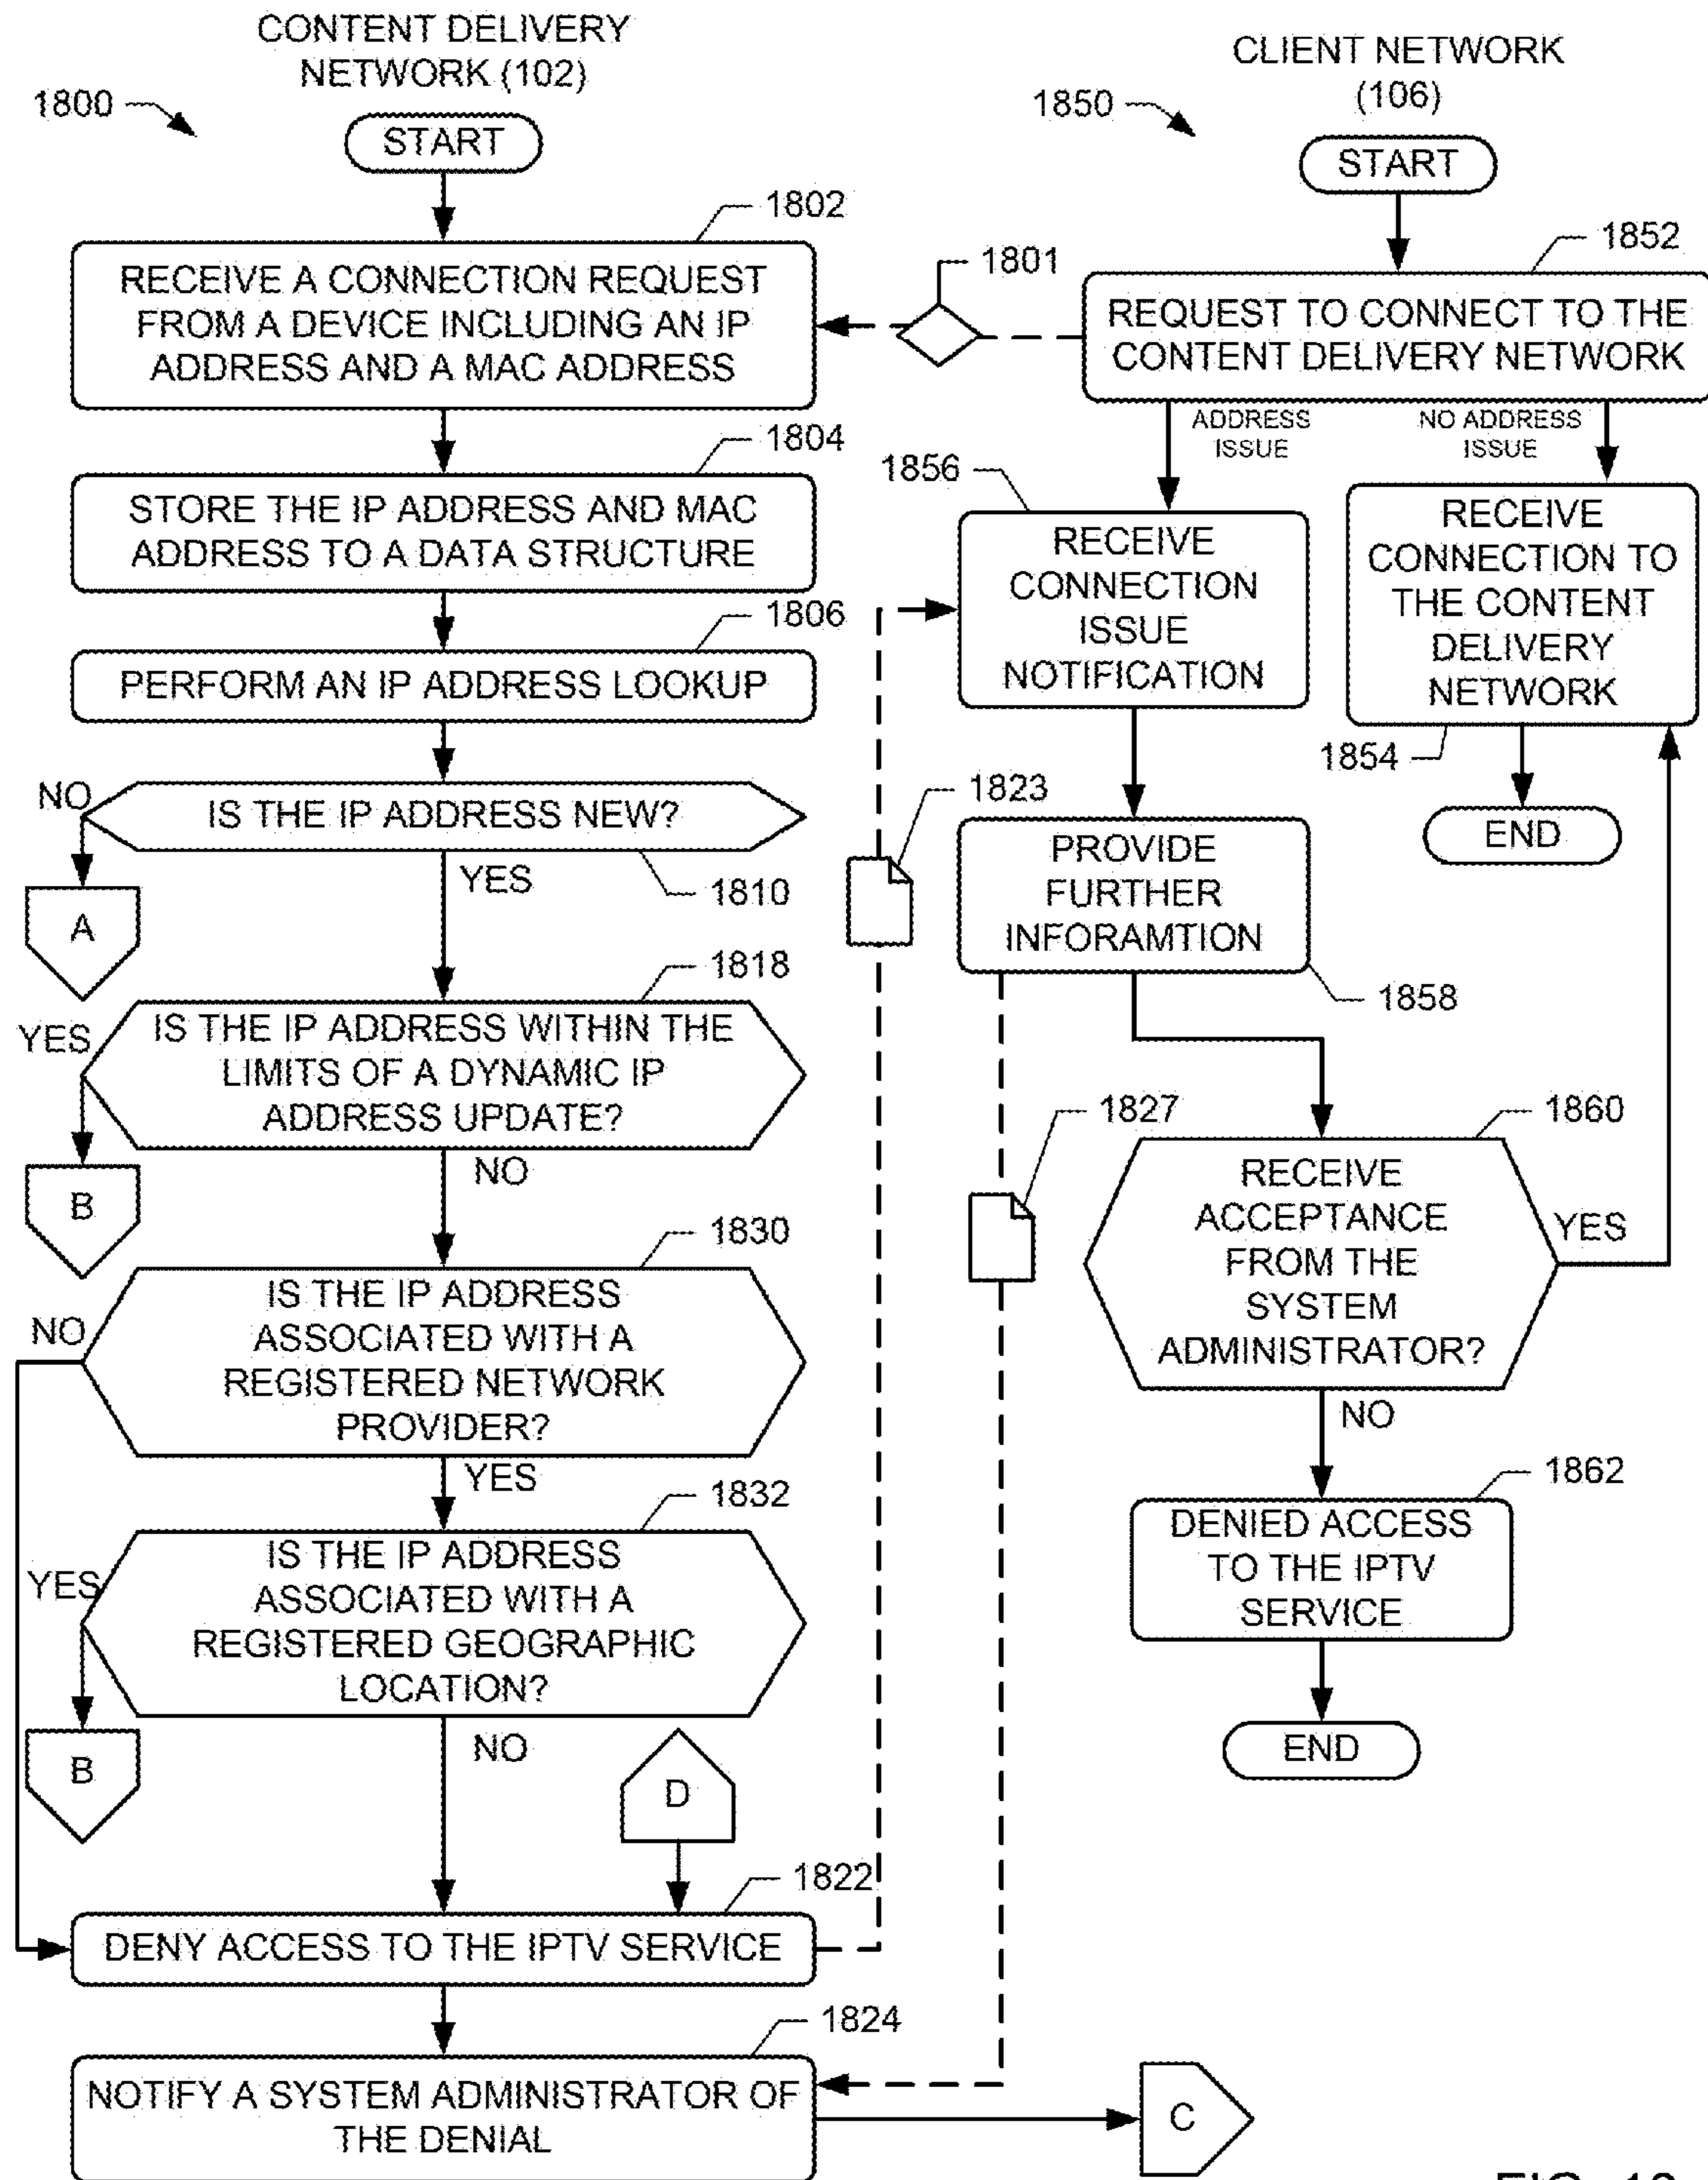 CONTENT DELIVERY
NETWORK (102)
1800
START
1802
RECEIVE A CONNECTION REQUEST
FROM A DEVICE INCLUDING AN IP
ADDRESS AND A MAC ADDRESS
1804
STORE THE IP ADDRESS AND MAC
ADDRESS TO A DATA STRUCTURE
1806
PERFORM AN IP ADDRESS LOOKUP
NO
IS THE IP ADDRESS NEW?
YES
1810
A
1818
YES
IS THE IP ADDRESS WITHIN THE
LIMITS OF A DYNAMIC IP
ADDRESS UPDATE?
NO
B
1830
NO
IS THE IP ADDRESS
ASSOCIATED WITH A
REGISTERED NETWORK
PROVIDER?
YES
1832
YES
IS THE IP ADDRESS
ASSOCIATED WITH A
REGISTERED GEOGRAPHIC
LOCATION?
NO
B
D
1822
DENY ACCESS TO THE IPTV SERVICE
1824
NOTIFY A SYSTEM ADMINISTRATOR OF
THE DENIAL
C
CLIENT NETWORK
(106)
1850
START
1852
1801
REQUEST TO CONNECT TO THE
CONTENT DELIVERY NETWORK
ADDRESS
ISSUE
NO ADDRESS
ISSUE
1856
RECEIVE
CONNECTION
ISSUE
NOTIFICATION
RECEIVE
CONNECTION TO
THE CONTENT
DELIVERY
NETWORK
1854
END
1823
PROVIDE
FURTHER
INFORAMTION
1858
1827
1860
RECEIVE
ACCEPTANCE
FROM THE
SYSTEM
ADMINISTRATOR?
YES
NO
1862
DENIED ACCESS
TO THE IPTV
SERVICE
END